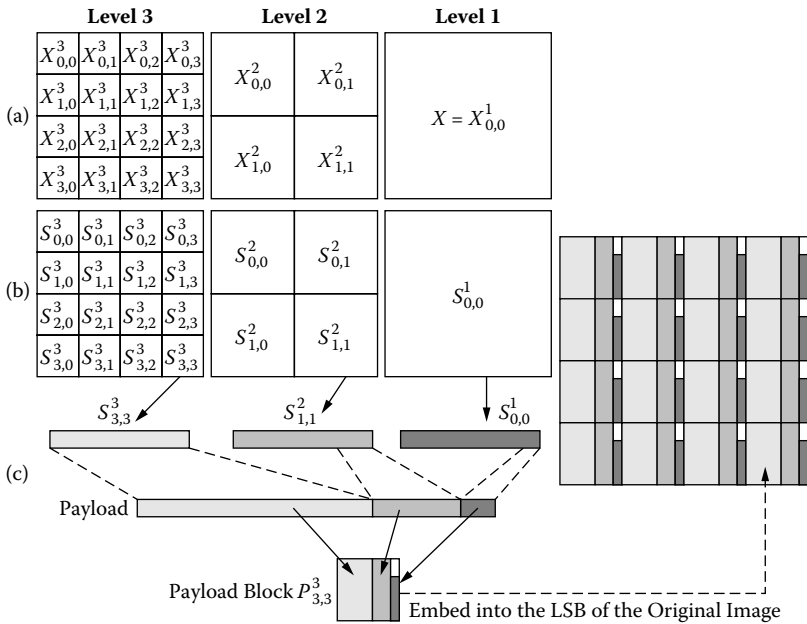 Level 3 Level 2 Level 1
(a)
X^3_{0,0} X^3_{0,1} X^3_{0,2} X^3_{0,3}
X^3_{1,0} X^3_{1,1} X^3_{1,2} X^3_{1,3}
X^3_{2,0} X^3_{2,1} X^3_{2,2} X^3_{2,3}
X^3_{3,0} X^3_{3,1} X^3_{3,2} X^3_{3,3}
X^2_{0,0} X^2_{0,1}
X^2_{1,0} X^2_{1,1}
X = X^1_{0,0}
(b)
S^3_{0,0} S^3_{0,1} S^3_{0,2} S^3_{0,3}
S^3_{1,0} S^3_{1,1} S^3_{1,2} S^3_{1,3}
S^3_{2,0} S^3_{2,1} S^3_{2,2} S^3_{2,3}
S^3_{3,0} S^3_{3,1} S^3_{3,2} S^3_{3,3}
S^2_{0,0} S^2_{0,1}
S^2_{1,0} S^2_{1,1}
S^1_{0,0}
S^3_{3,3} S^2_{1,1} S^1_{0,0}
(c)
Payload
Payload Block P^3_{3,3}
Embed into the LSB of the Original Image